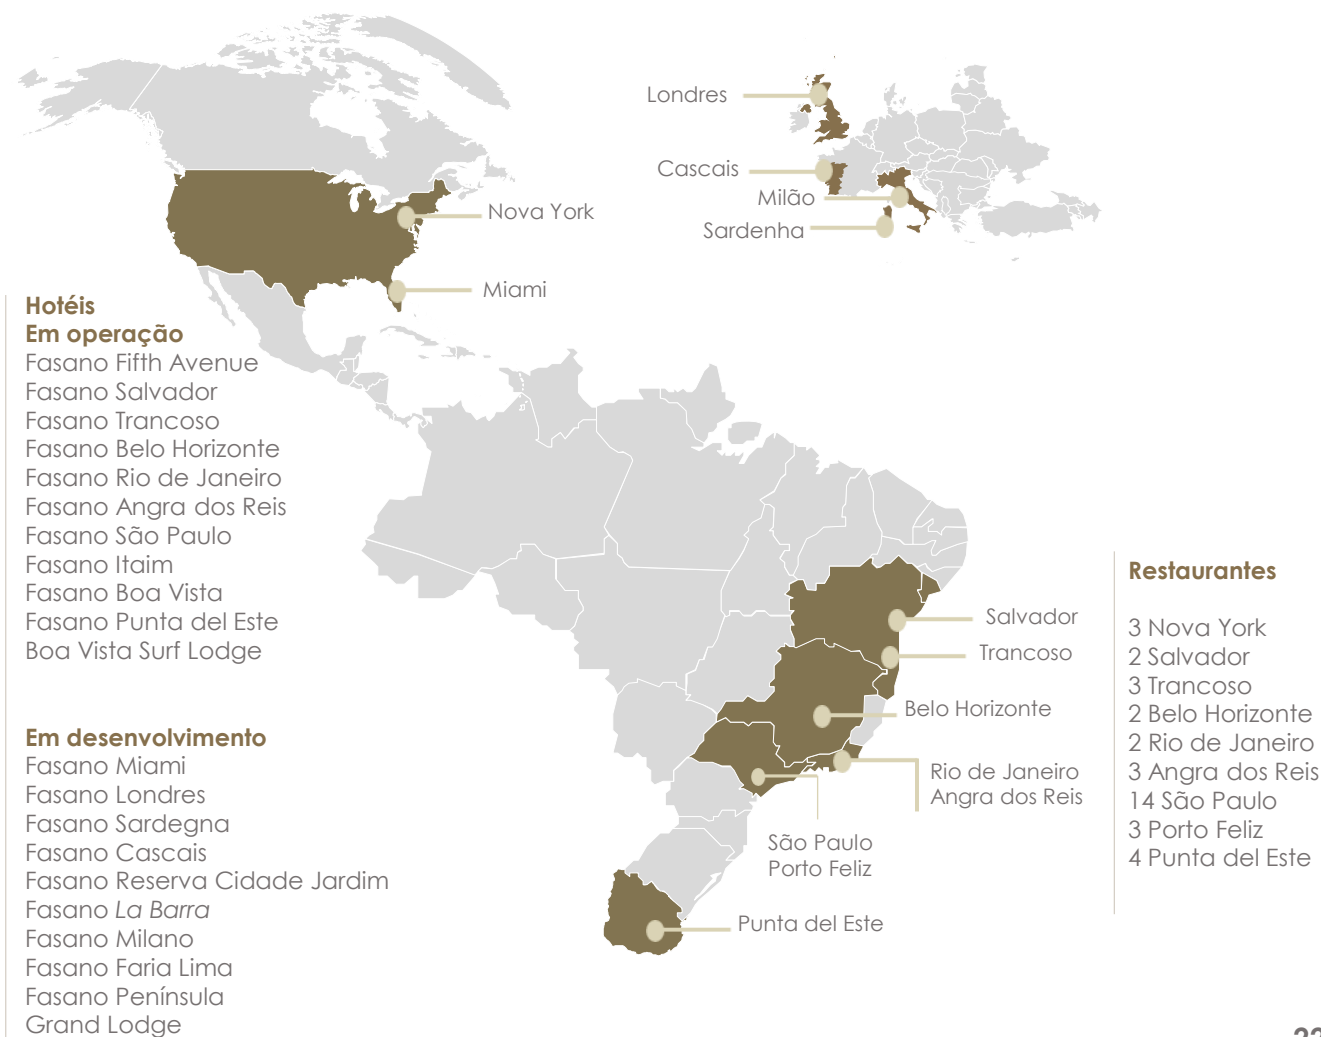 Londres
Cascais
Milão
Sardenha
Nova York
Miami
Hotéis
Em operação
Fasano Fifth Avenue
Fasano Salvador
Fasano Trancoso
Fasano Belo Horizonte
Fasano Rio de Janeiro
Fasano Angra dos Reis
Fasano São Paulo
Fasano Itaim
Fasano Boa Vista
Fasano Punta del Este
Boa Vista Surf Lodge
Em desenvolvimento
Fasano Miami
Fasano Londres
Fasano Sardegna
Fasano Cascais
Fasano Reserva Cidade Jardim
Fasano La Barra
Fasano Milano
Fasano Faria Lima
Fasano Península
Grand Lodge
Salvador
Trancoso
Belo Horizonte
Rio de Janeiro
Angra dos Reis
São Paulo
Porto Feliz
Punta del Este
Restaurantes
3 Nova York
2 Salvador
3 Trancoso
2 Belo Horizonte
2 Rio de Janeiro
3 Angra dos Reis
14 São Paulo
3 Porto Feliz
4 Punta del Este